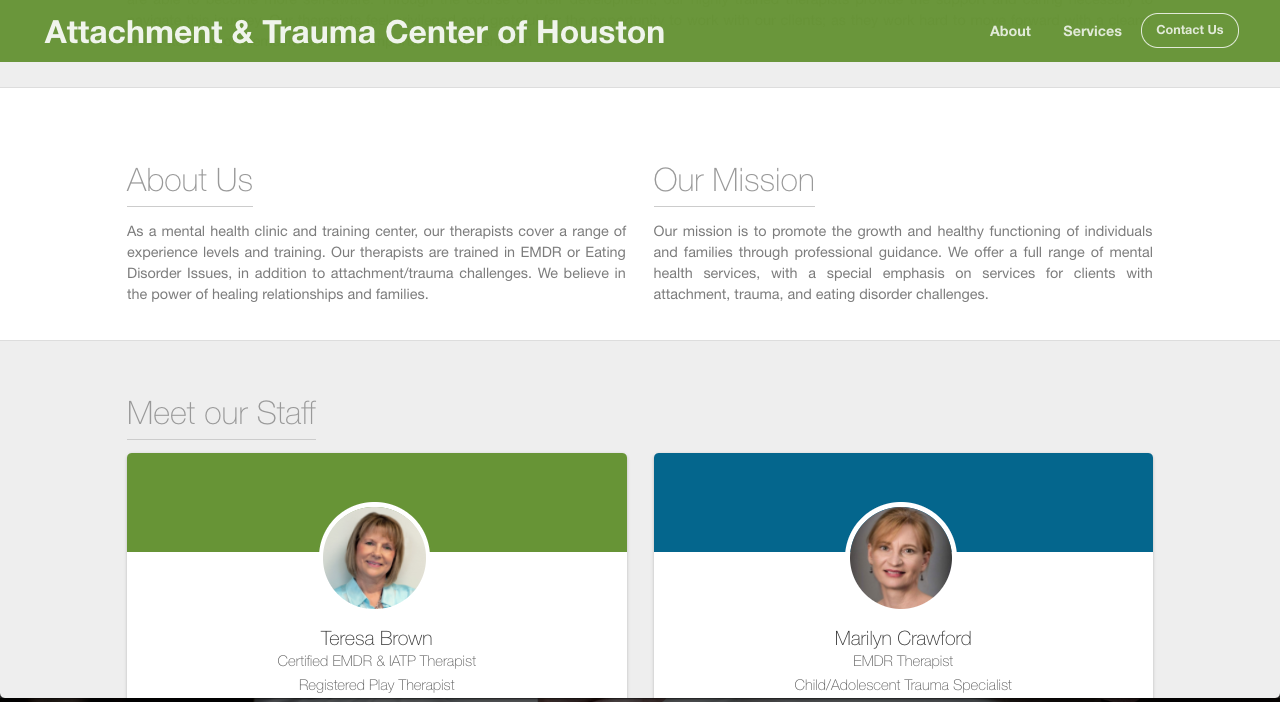 Attachment & Trauma Center of Houston
About
Services
Contact Us
About Us
As a mental health clinic and training center, our therapists cover a range of
experience levels and training. Our therapists are trained in EMDR or Eating
Disorder Issues, in addition to attachment/trauma challenges. We believe in
the power of healing relationships and families.
Our Mission
Our mission is to promote the growth and healthy functioning of individuals
and families through professional guidance. We offer a full range of mental
health services, with a special emphasis on services for clients with
attachment, trauma, and eating disorder challenges.
Meet our Staff
Teresa Brown
Certified EMDR & IATP Therapist
Registered Play Therapist
Marilyn Crawford
EMDR Therapist
Child/Adolescent Trauma Specialist